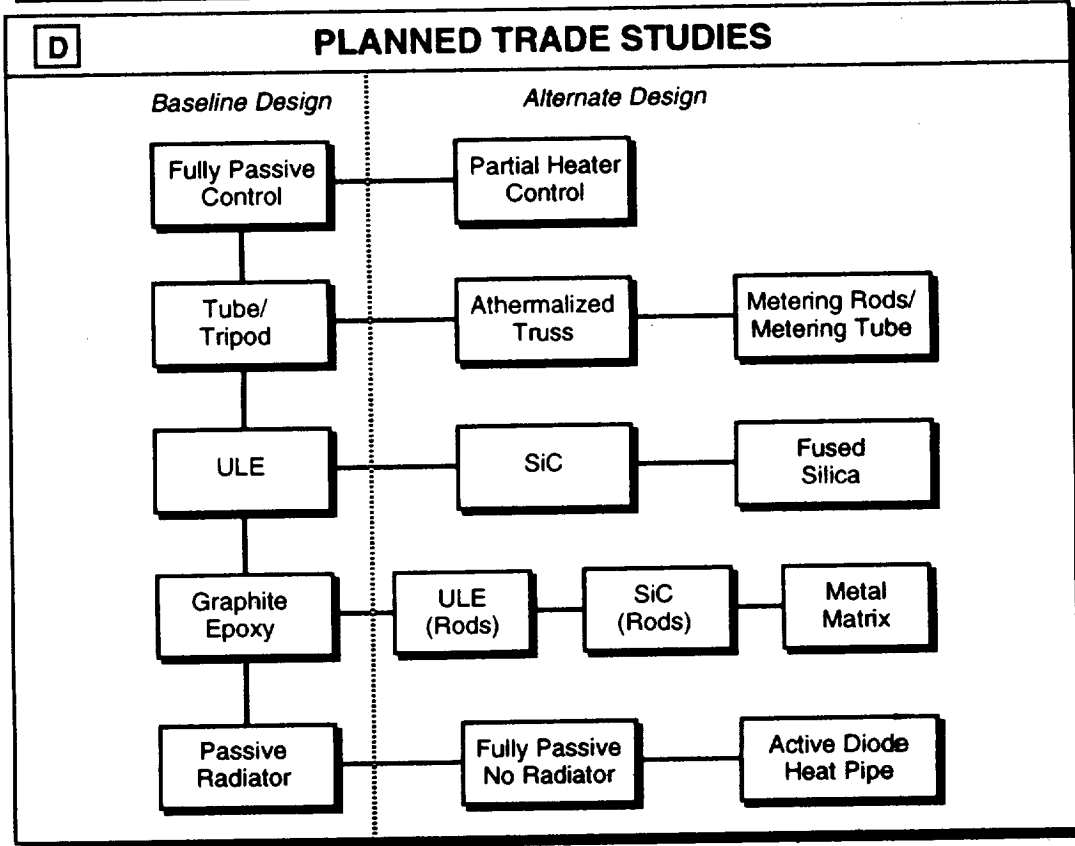 D
PLANNED TRADE STUDIES
Baseline Design
Alternate Design
Fully Passive
Control
Partial Heater
Control
Tube/
Tripod
Athermalized
Truss
Metering Rods/
Metering Tube
ULE
SiC
Fused
Silica
Graphite
Epoxy
ULE
(Rods)
SiC
(Rods)
Metal
Matrix
Passive
Radiator
Fully Passive
No Radiator
Active Diode
Heat Pipe